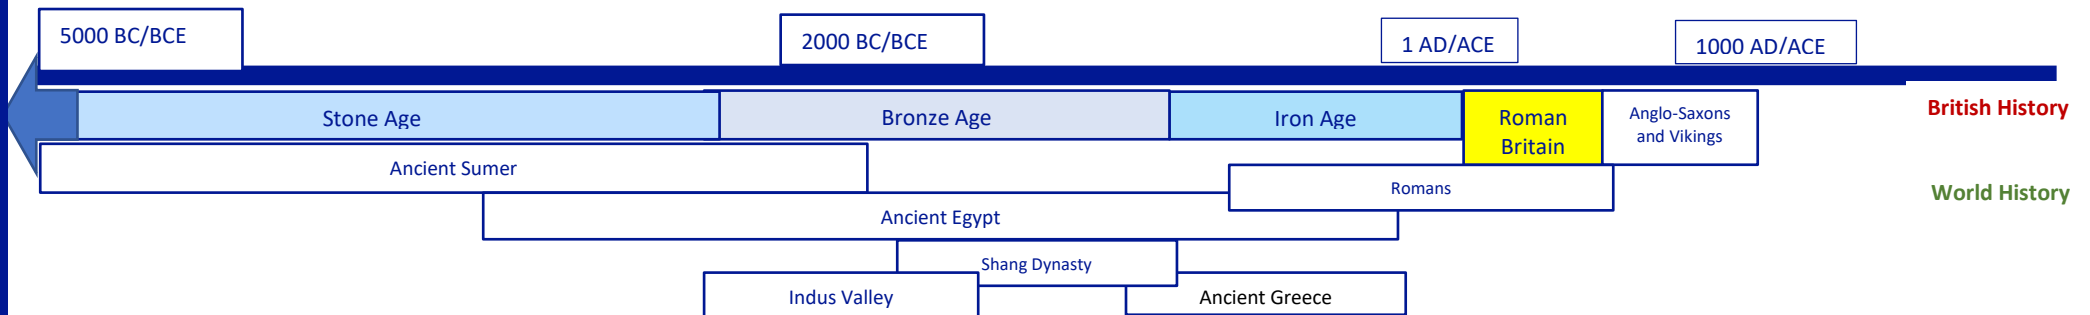 5000 BC/BCE
2000 BC/BCE
1 AD/ACE
1000 AD/ACE
Stone Age
Bronze Age
Iron Age
Roman
Britain
Anglo-Saxons
and Vikings
British History
Ancient Sumer
Romans
World History
Ancient Egypt
Shang Dynasty
Indus Valley
Ancient Greece